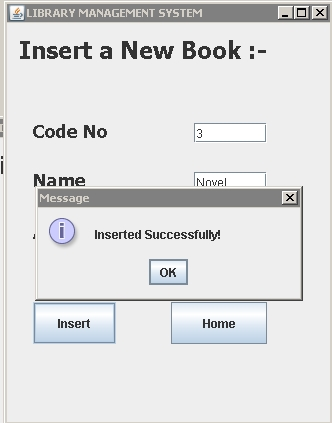 LIBRARY MANAGEMENT SYSTEM
Insert a New Book :-
Code No 3
Name Novel
Message
Inserted Successfully!
OK
Insert Home